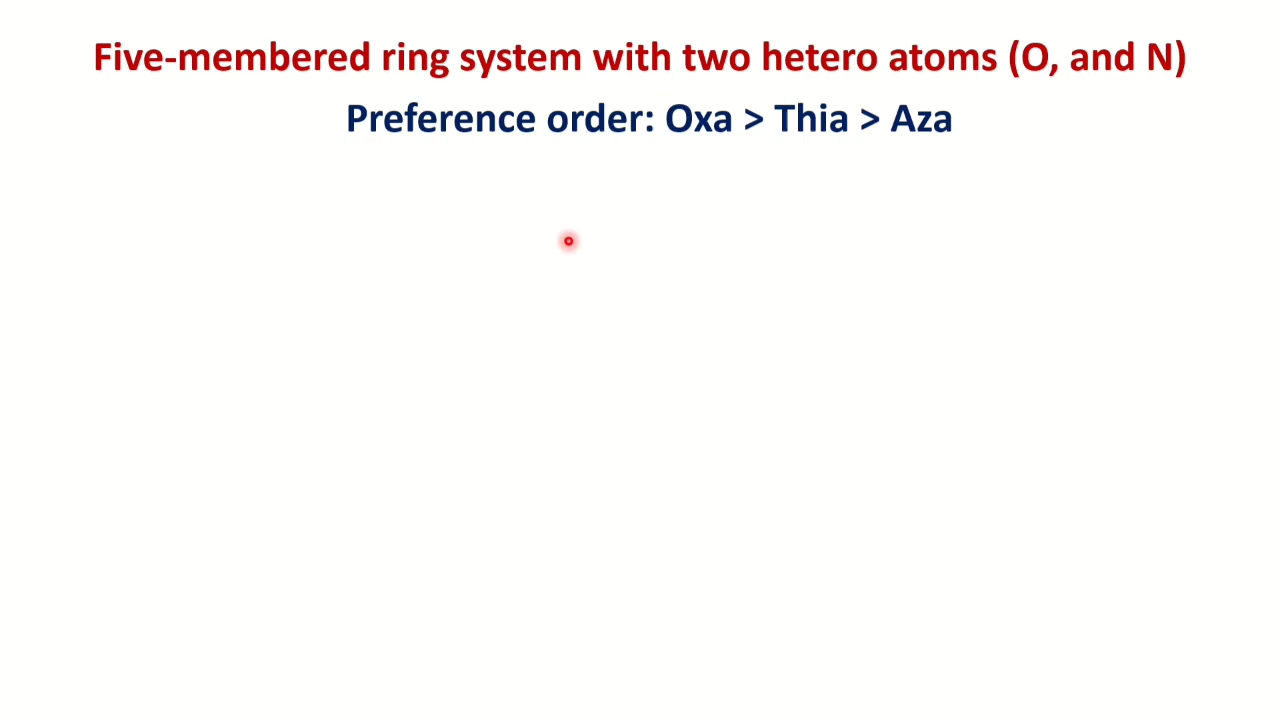 Five-membered ring system with two hetero atoms (O, and N)
Preference order: Oxa > Thia > Aza